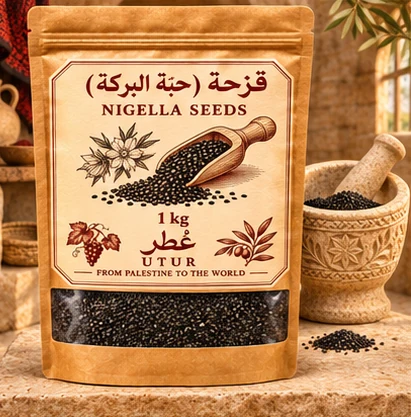 قزحة (حبّة البركة)
NIGELLA SEEDS
1 kg
عُطر
UTUR
FROM PALESTINE TO THE WORLD